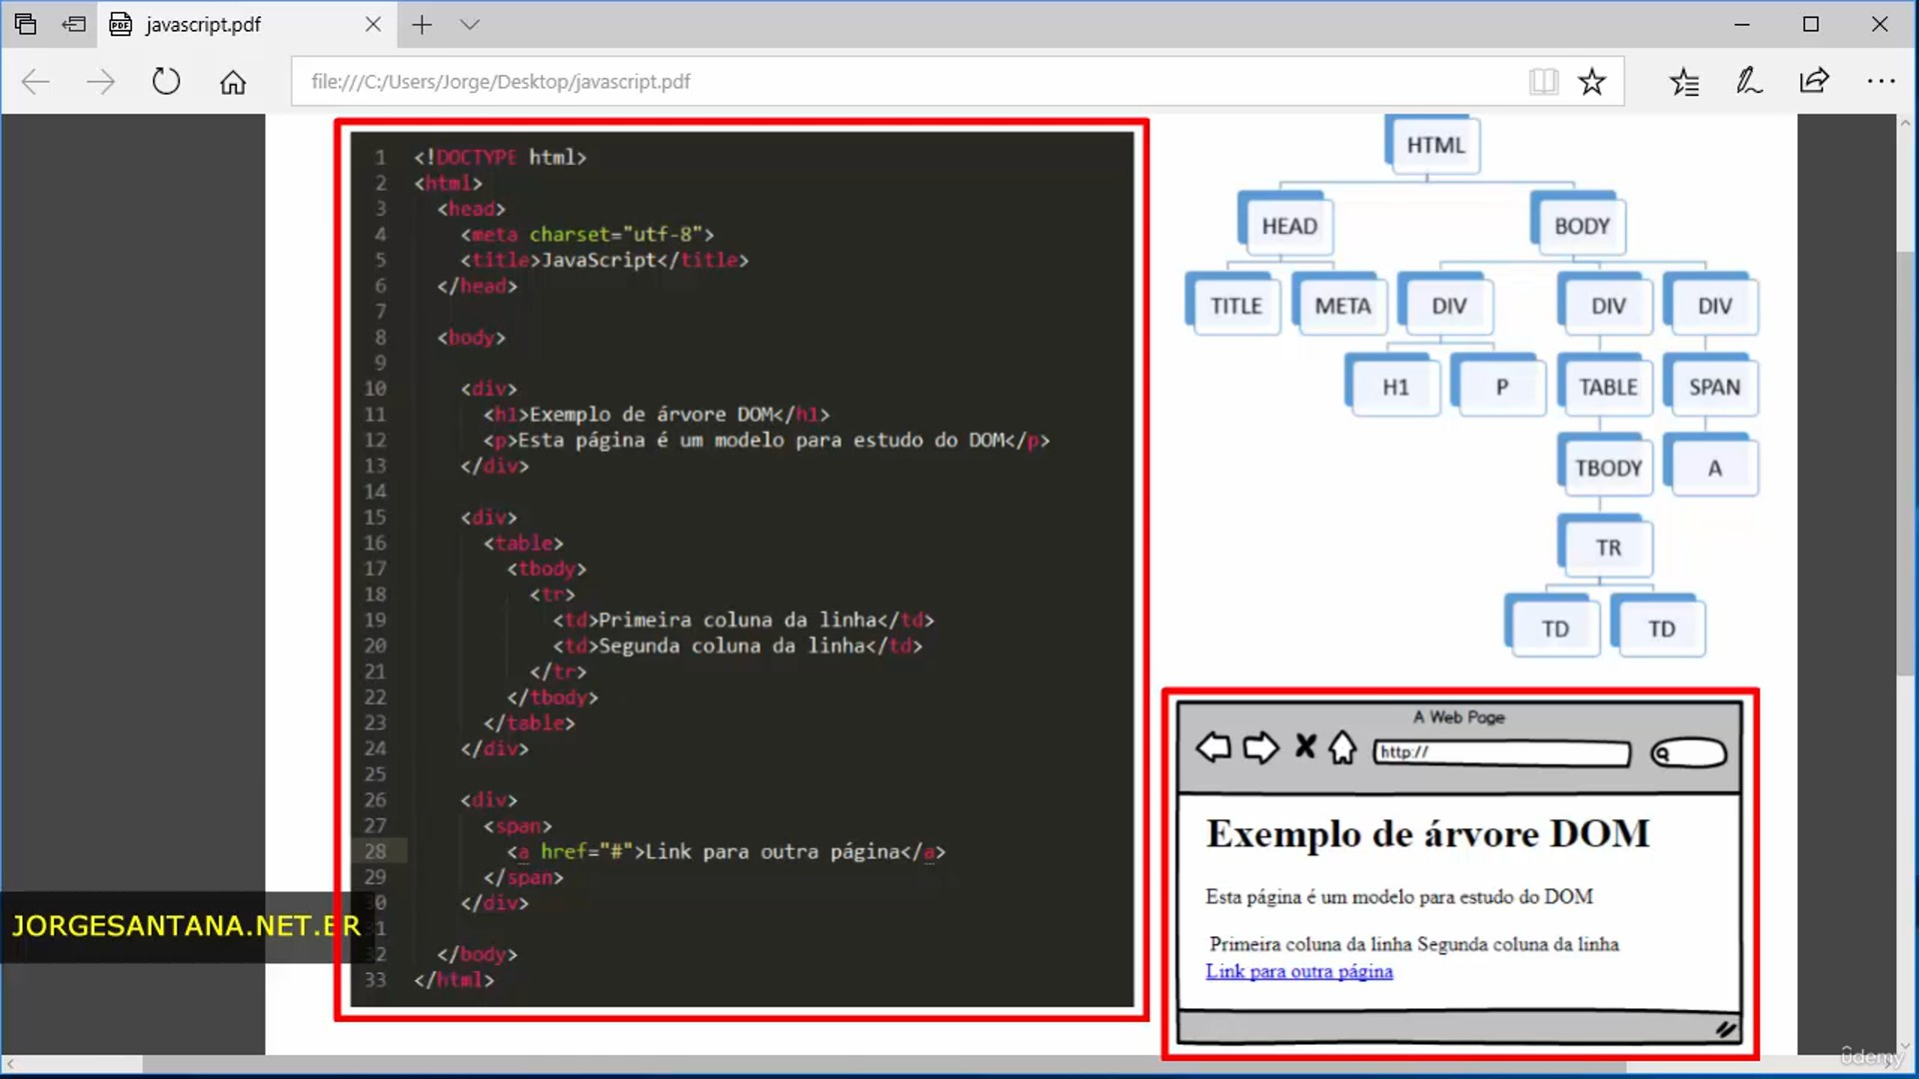 javascript.pdf
file:///C:/Users/Jorge/Desktop/javascript.pdf
1 <!DOCTYPE html>
2 <html>
3 <head>
4 <meta charset="utf-8">
5 <title>JavaScript</title>
6 </head>
7
8 <body>
9
10 <div>
11 <h1>Exemplo de árvore DOM</h1>
12 <p>Esta página é um modelo para estudo do DOM</p>
13 </div>
14
15 <div>
16 <table>
17 <tbody>
18 <tr>
19 <td>Primeira coluna da linha</td>
20 <td>Segunda coluna da linha</td>
21 </tr>
22 </tbody>
23 </table>
24 </div>
25
26 <div>
27 <span>
28 <a href="#">Link para outra página</a>
29 </span>
30 </div>
31
32 </body>
33 </html>
JORGESANTANA.NET.BR
HTML
HEAD BODY
TITLE META DIV DIV DIV
H1 P TABLE SPAN
TBODY A
TR
TD TD
A Web Page
http://
Exemplo de árvore DOM
Esta página é um modelo para estudo do DOM
Primeira coluna da linha Segunda coluna da linha
Link para outra página
ûdemy